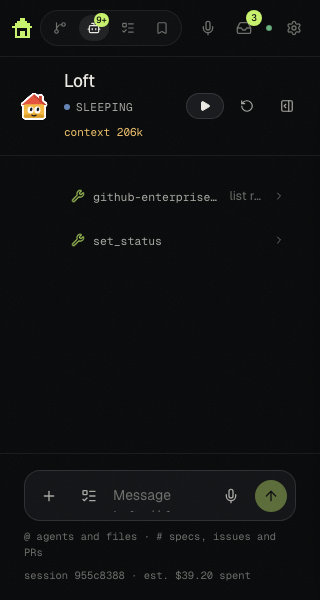 9+
3
Loft
SLEEPING
context 206k
github-enterprise… list r…
set_status
Message
@ agents and files · # specs, issues and
PRs
session 955c8388 · est. $39.20 spent